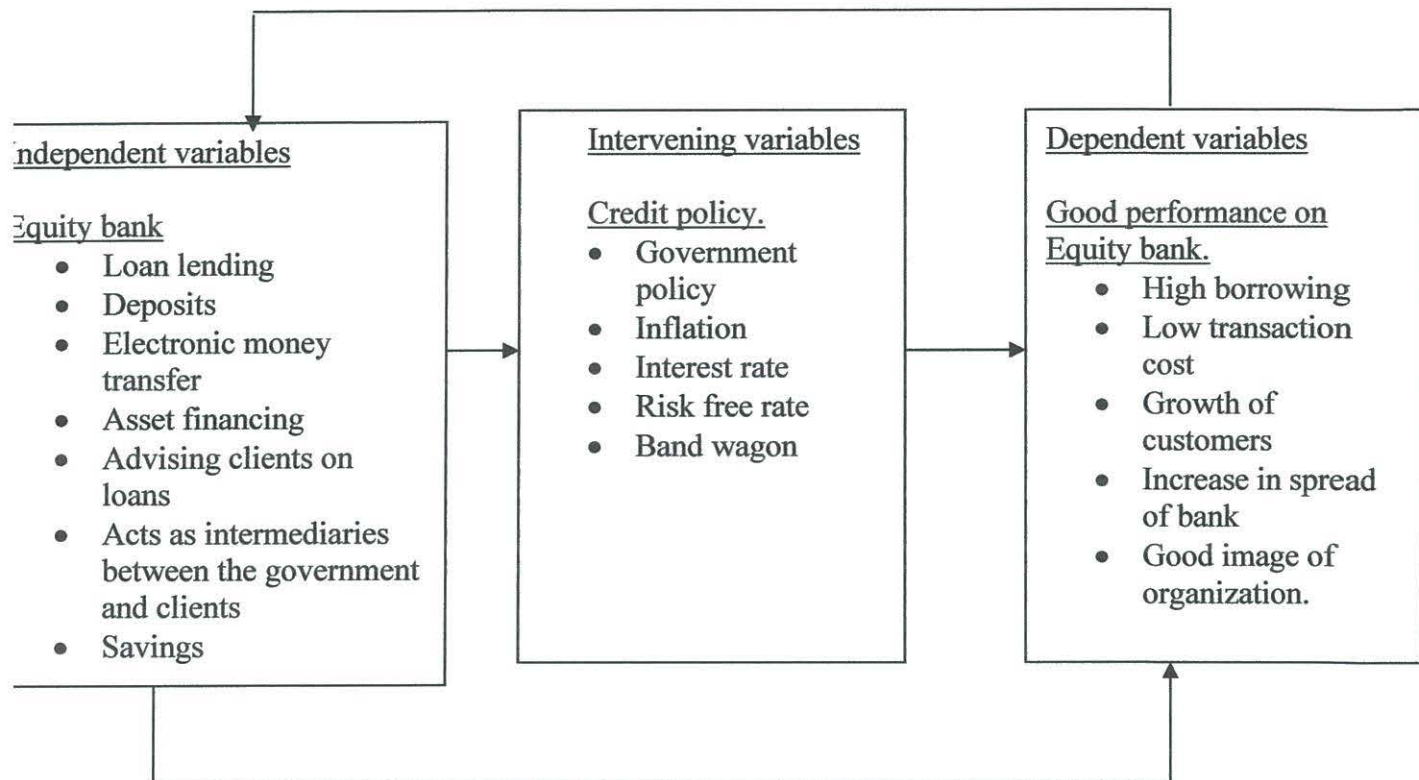 Independent variables
Equity bank
• Loan lending
• Deposits
• Electronic money
transfer
• Asset financing
• Advising clients on
loans
• Acts as intermediaries
between the government
and clients
• Savings
Intervening variables
Credit policy.
• Government
policy
• Inflation
• Interest rate
• Risk free rate
• Band wagon
Dependent variables
Good performance on
Equity bank.
• High borrowing
• Low transaction
cost
• Growth of
customers
• Increase in spread
of bank
• Good image of
organization.